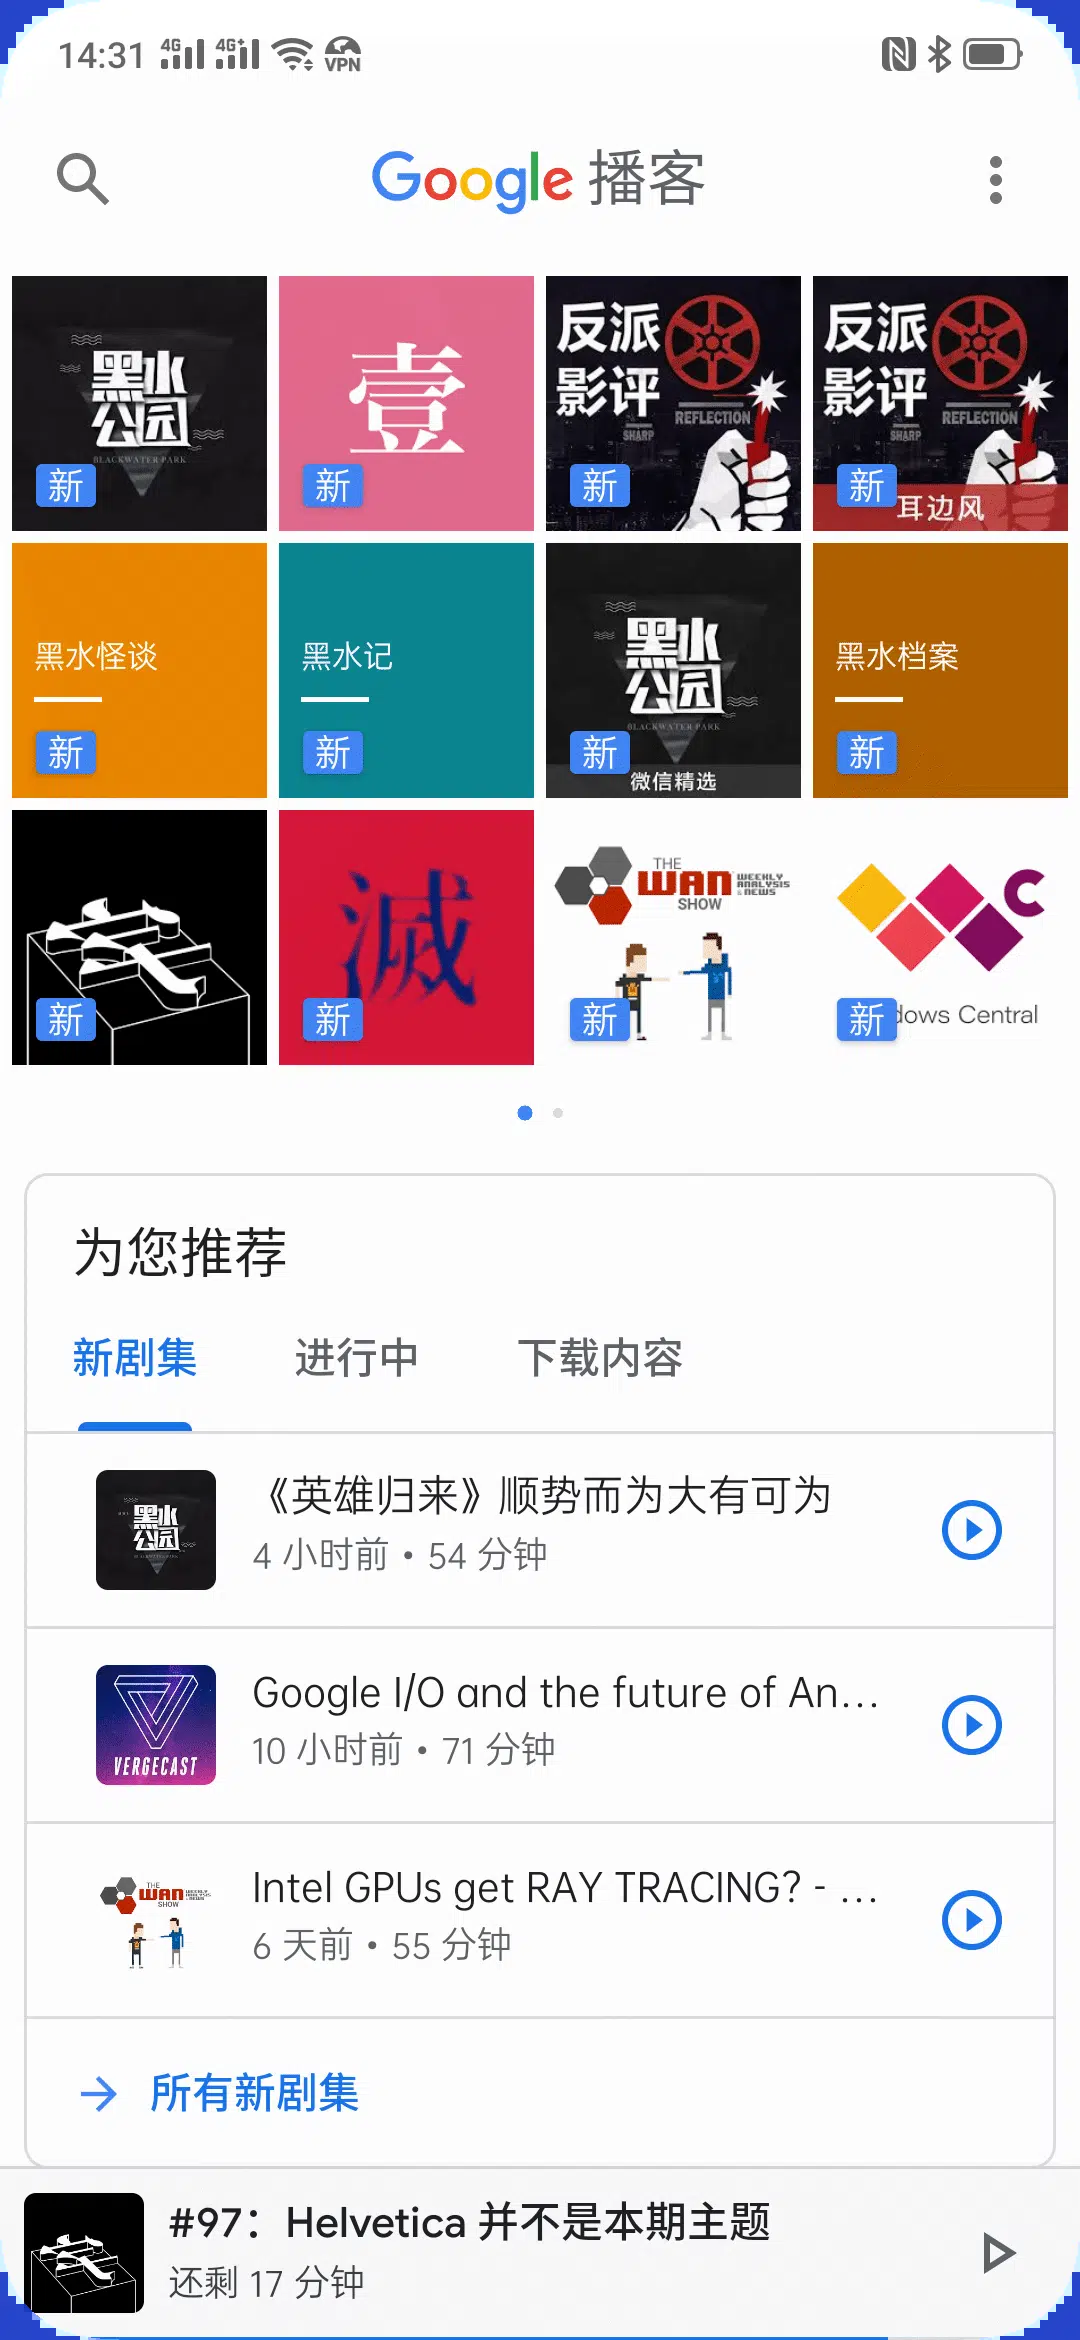 14:31 4G 4G+ VPN
Google 播客
黑水公园
BLACKWATER PARK
新
壹
新
反派影评
REFLECTION
SHARP
新
反派影评
REFLECTION
SHARP
新
耳边风
黑水怪谈
新
黑水记
新
黑水公园
BLACKWATER PARK
新
微信精选
黑水档案
新
新
滅
新
THE
WAN
SHOW
WEEKLY
ANALYSIS
& NEWS
新
新
dows Central
为您推荐
新剧集
进行中
下载内容
黑水公园
《英雄归来》顺势而为大有可为
4 小时前 • 54 分钟
VERGECAST
Google I/O and the future of An...
10 小时前 • 71 分钟
THE
WAN
SHOW
Intel GPUs get RAY TRACING? - ...
6 天前 • 55 分钟
所有新剧集
#97：Helvetica 并不是本期主题
还剩 17 分钟